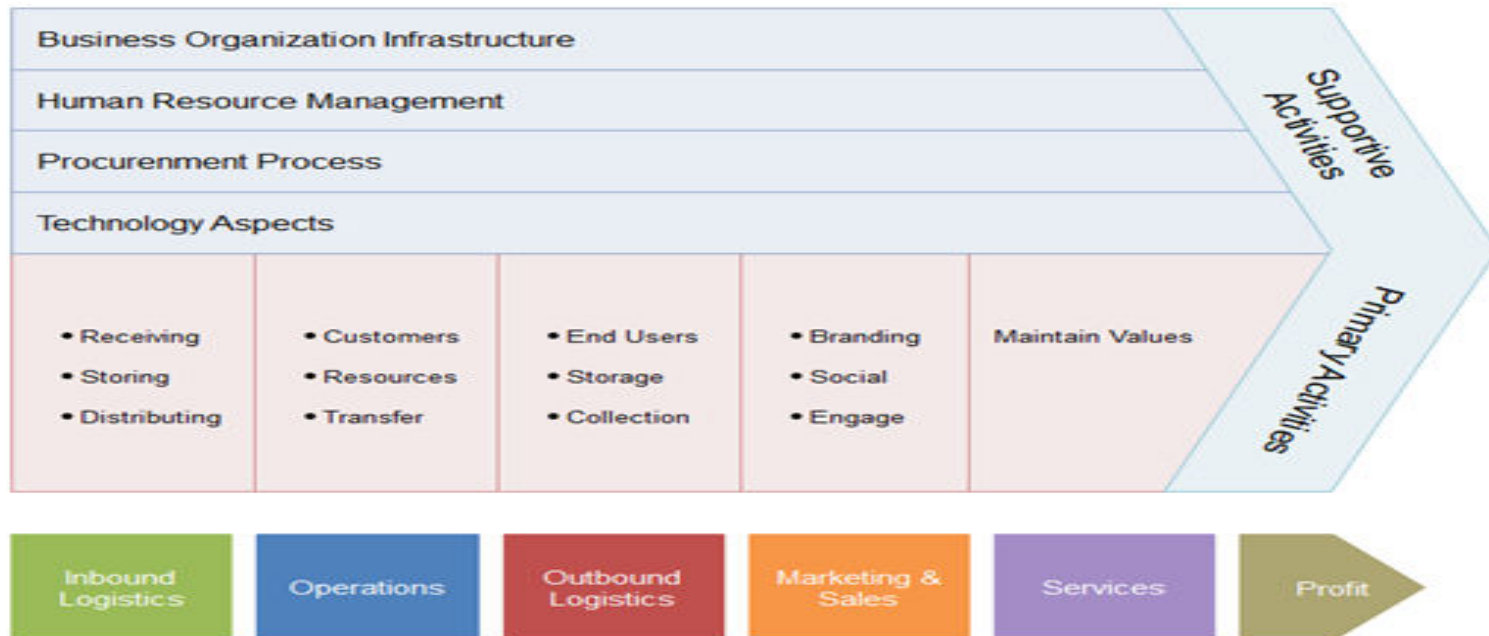 Business Organization Infrastructure
Human Resource Management
Procurenment Process
Technology Aspects
Supportive
Activities
• Receiving
• Storing
• Distributing
• Customers
• Resources
• Transfer
• End Users
• Storage
• Collection
• Branding
• Social
• Engage
Maintain Values
Primary Activities
Inbound
Logistics
Operations
Outbound
Logistics
Marketing &
Sales
Services
Profit